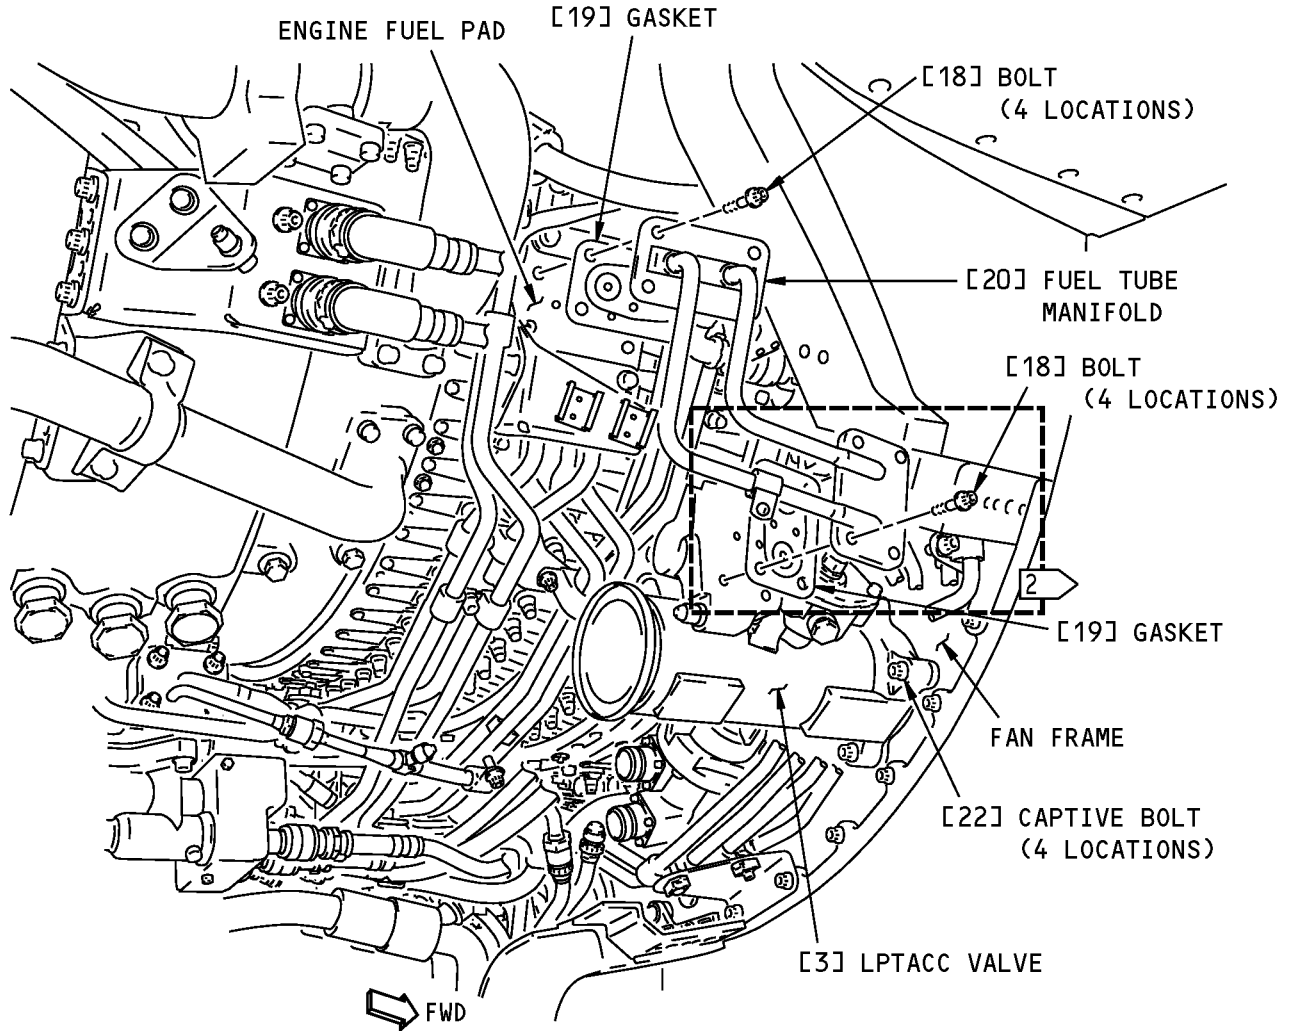 [19] GASKET
ENGINE FUEL PAD
[18] BOLT
(4 LOCATIONS)
[20] FUEL TUBE
MANIFOLD
[18] BOLT
(4 LOCATIONS)
2
[19] GASKET
FAN FRAME
[22] CAPTIVE BOLT
(4 LOCATIONS)
[3] LPTACC VALVE
FWD